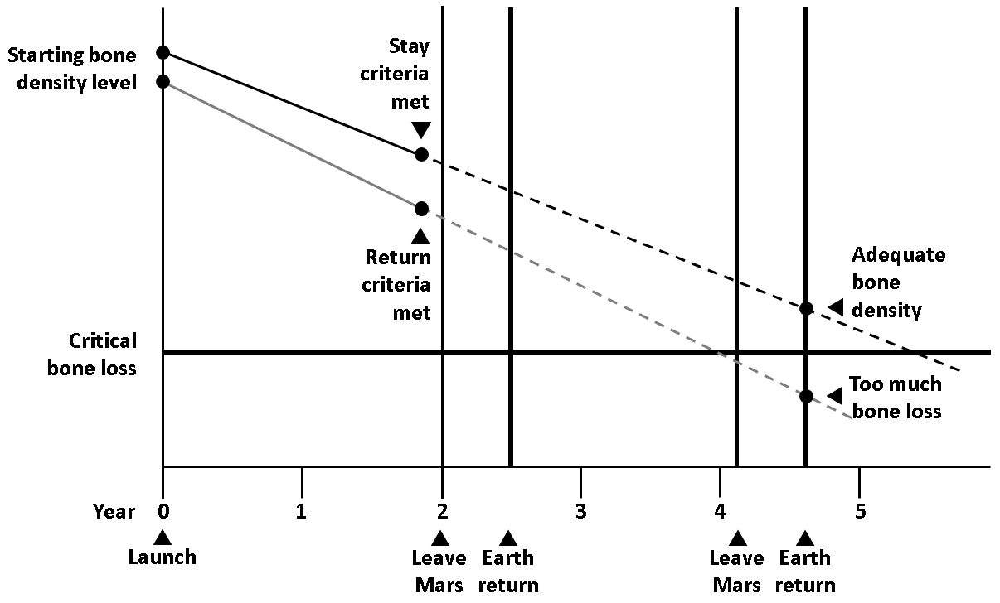 Starting bone
density level
Stay
criteria
met
Return
criteria
met
Adequate
bone
density
Critical
bone loss
Too much
bone loss
Year 0 1 2 3 4 5
Launch
Leave
Mars
Earth
return
Leave
Mars
Earth
return